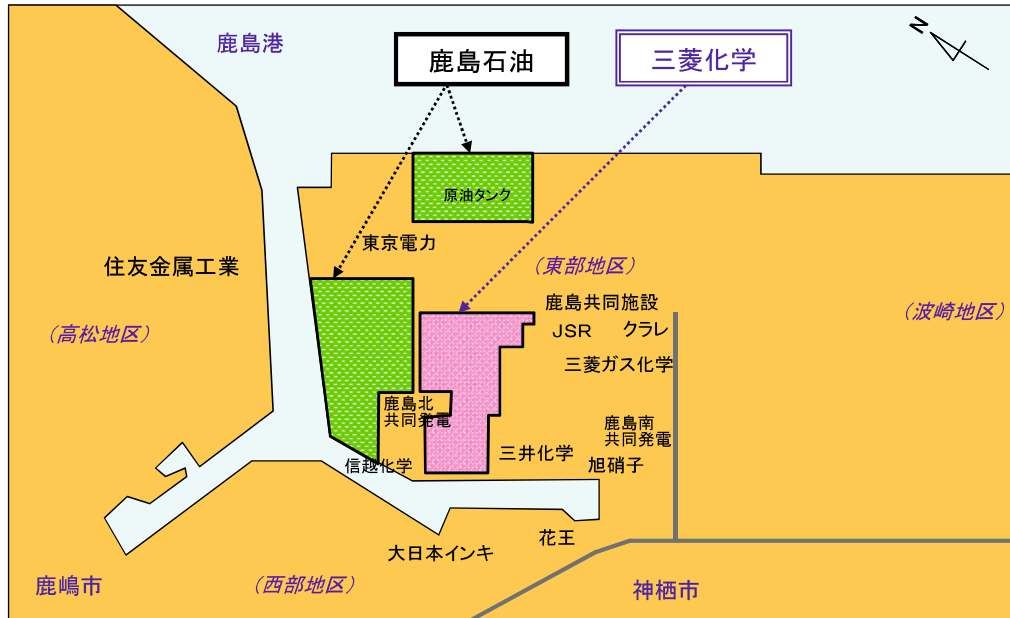 鹿島港
N
鹿島石油
三菱化学
原油タンク
東京電力
住友金属工業
(東部地区)
(高松地区)
(波崎地区)
鹿島共同施設
JSR
クラレ
三菱ガス化学
鹿島北
共同発電
鹿島南
共同発電
信越化学
三井化学
旭硝子
大日本インキ
花王
鹿嶋市
(西部地区)
神栖市